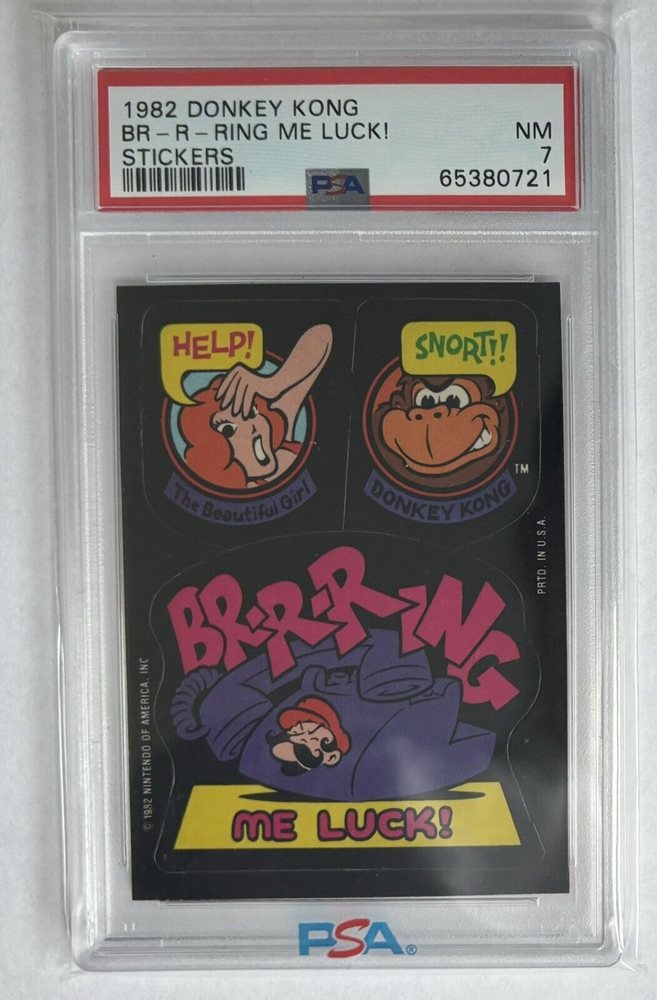 1982 DONKEY KONG
BR-R-RING ME LUCK!
NM
STICKERS
7
PSA
65380721
HELP!
SNORT!!
The Beautiful Girl
DONKEY KONG
TM
PRTD. IN U.S.A.
BR-R-R-ING
© 1982 NINTENDO OF AMERICA, INC
ME LUCK!
PSA®